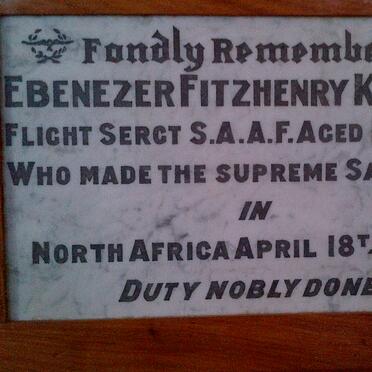 Fondly Remembe
EBENEZER FITZHENRY K
FLIGHT SERGT S.A.A.F. AGED
WHO MADE THE SUPREME SA
IN
NORTH AFRICA APRIL 18T
DUTY NOBLY DONE